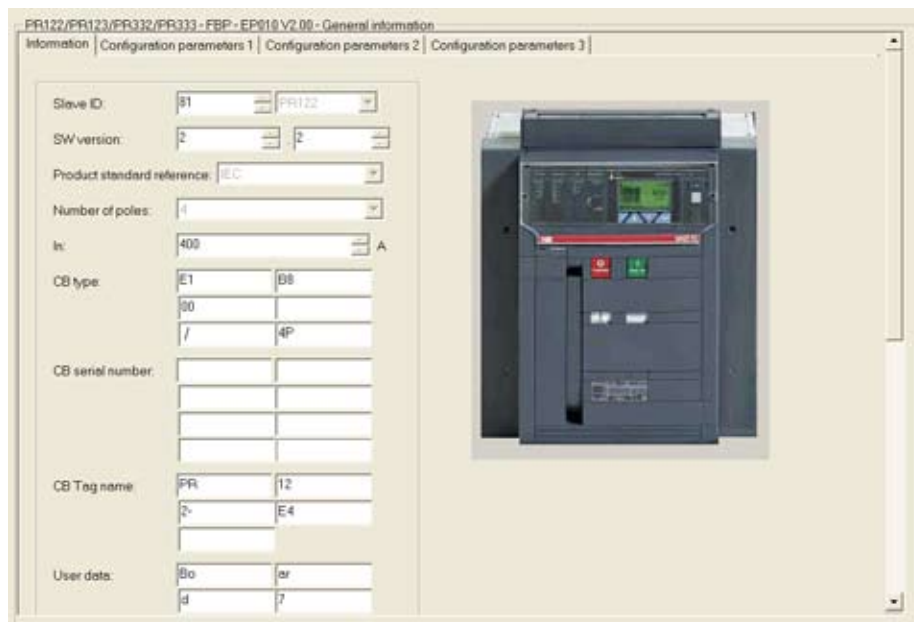 PR122/PR123/PR332/PR333 - FBP - EP010 V2.00 - General information
Information Configuration parameters 1 Configuration parameters 2 Configuration parameters 3
Slave ID: 81 PR122
SW version: 2 . 2
Product standard reference: IEC
Number of poles: 4
In: 400 A
CB type: E1 B8
00
/ 4P
CB serial number:
CB Tag name: PR 12
2- E4
User data: Bo ar
d 7